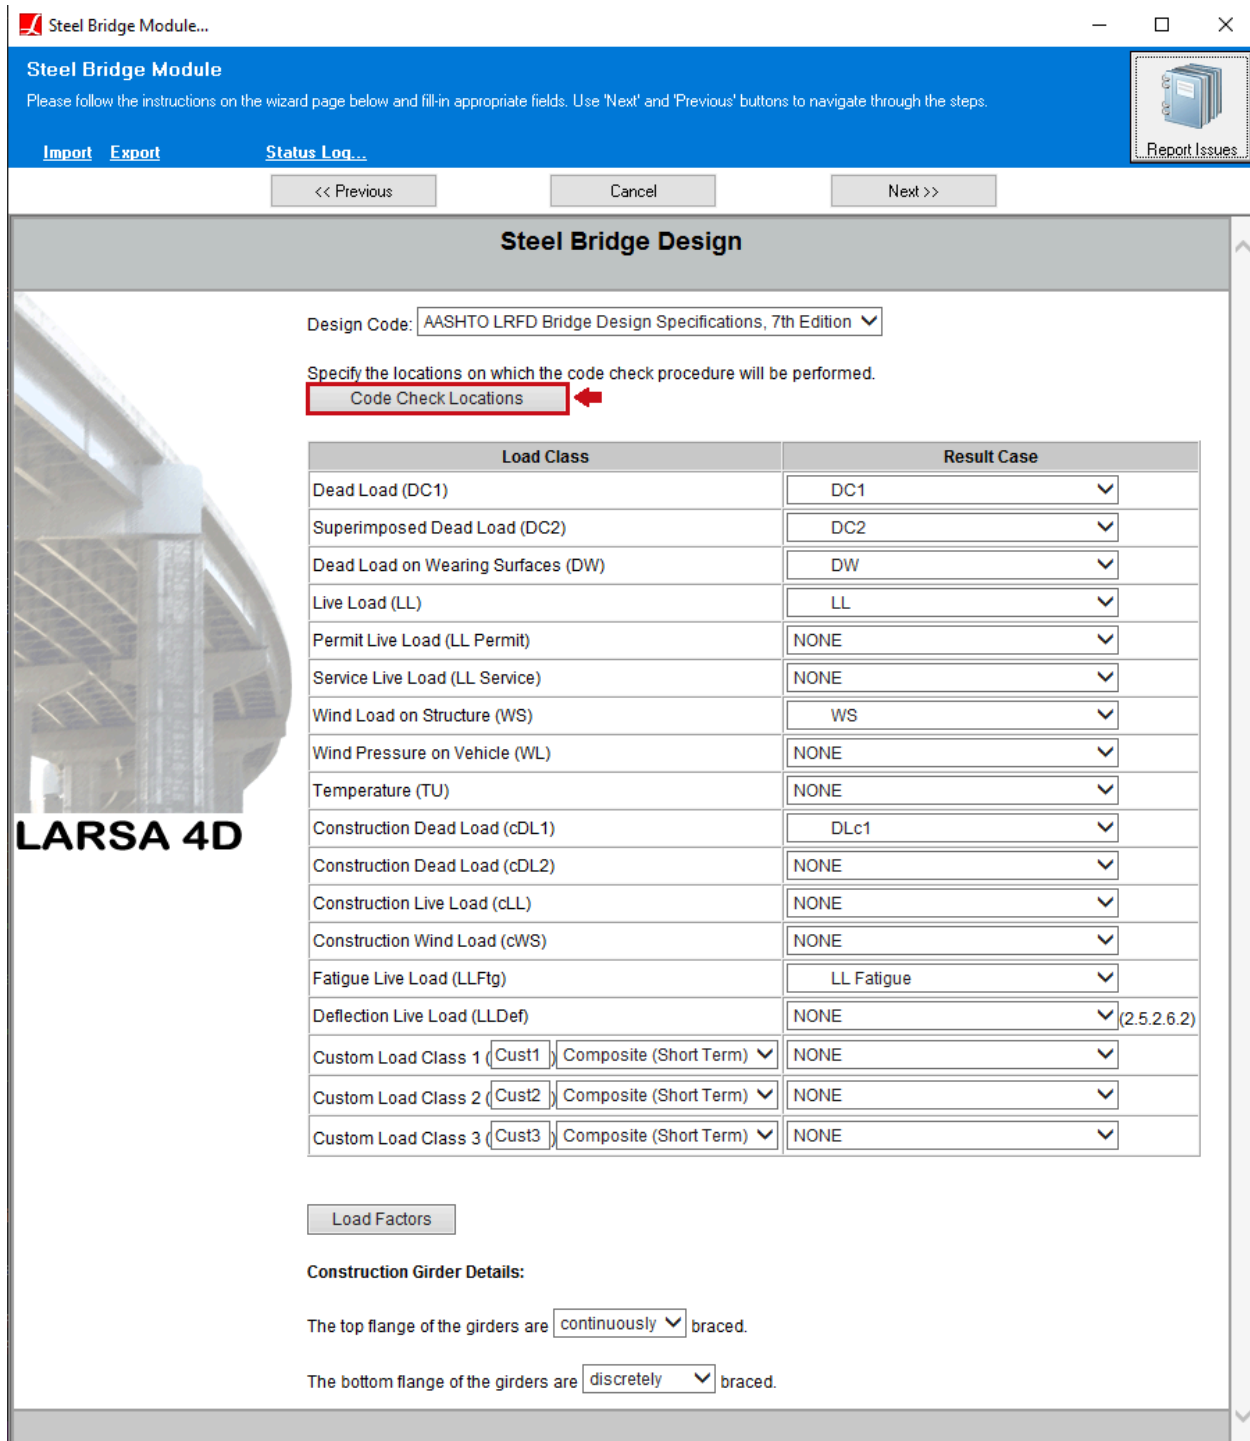 Steel Bridge Module...
Steel Bridge Module
Please follow the instructions on the wizard page below and fill-in appropriate fields. Use 'Next' and 'Previous' buttons to navigate through the steps.
Import Export Status Log...
Report Issues
<< Previous Cancel Next >>
Steel Bridge Design
Design Code: AASHTO LRFD Bridge Design Specifications, 7th Edition
Specify the locations on which the code check procedure will be performed.
Code Check Locations
Load Class Result Case
Dead Load (DC1) DC1
Superimposed Dead Load (DC2) DC2
Dead Load on Wearing Surfaces (DW) DW
Live Load (LL) LL
Permit Live Load (LL Permit) NONE
Service Live Load (LL Service) NONE
Wind Load on Structure (WS) WS
Wind Pressure on Vehicle (WL) NONE
Temperature (TU) NONE
Construction Dead Load (cDL1) DLc1
Construction Dead Load (cDL2) NONE
Construction Live Load (cLL) NONE
Construction Wind Load (cWS) NONE
Fatigue Live Load (LLFtg) LL Fatigue
Deflection Live Load (LLDef) NONE (2.5.2.6.2)
Custom Load Class 1 (Cust1) Composite (Short Term) NONE
Custom Load Class 2 (Cust2) Composite (Short Term) NONE
Custom Load Class 3 (Cust3) Composite (Short Term) NONE
LARSA 4D
Load Factors
Construction Girder Details:
The top flange of the girders are continuously braced.
The bottom flange of the girders are discretely braced.